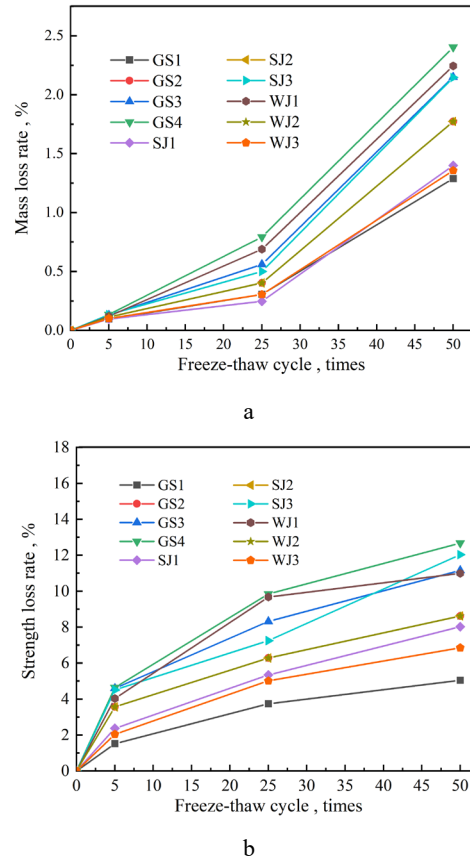 a
2.5
2.0
1.5
1.0
0.5
0.0
Mass loss rate , %
GS1 SJ2
GS2 SJ3
GS3 WJ1
GS4 WJ2
SJ1 WJ3
0 5 10 15 20 25 30 35 40 45 50
Freeze-thaw cycle , times
a
18
16
14
12
10
8
6
4
2
0
Strength loss rate , %
GS1 SJ2
GS2 SJ3
GS3 WJ1
GS4 WJ2
SJ1 WJ3
0 5 10 15 20 25 30 35 40 45 50
Freeze-thaw cycle , times
b